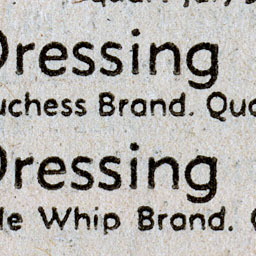 Dressing
uchess Brand. Qua
Dressing
le Whip Brand.